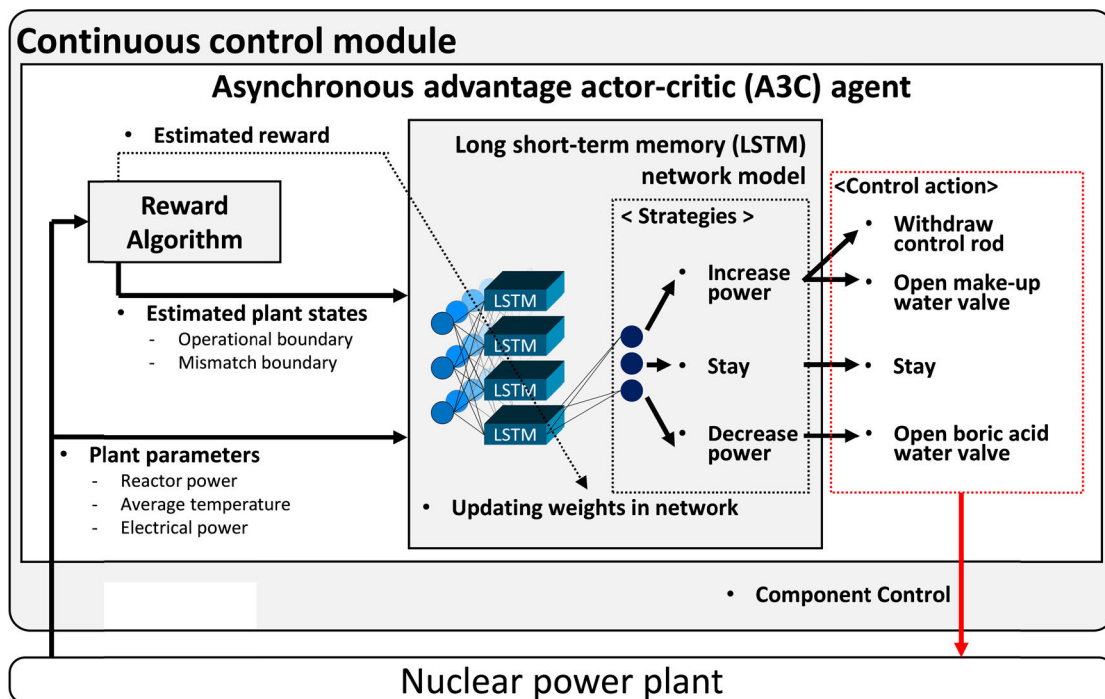 Continuous control module
Asynchronous advantage actor-critic (A3C) agent
• Estimated reward
Reward
Algorithm
• Estimated plant states
- Operational boundary
- Mismatch boundary
• Plant parameters
- Reactor power
- Average temperature
- Electrical power
Long short-term memory (LSTM)
network model
LSTM
LSTM
LSTM
LSTM
• Updating weights in network
< Strategies >
• Increase
power
• Stay
• Decrease
power
<Control action>
• Withdraw
control rod
• Open make-up
water valve
• Stay
• Open boric acid
water valve
• Component Control
Nuclear power plant